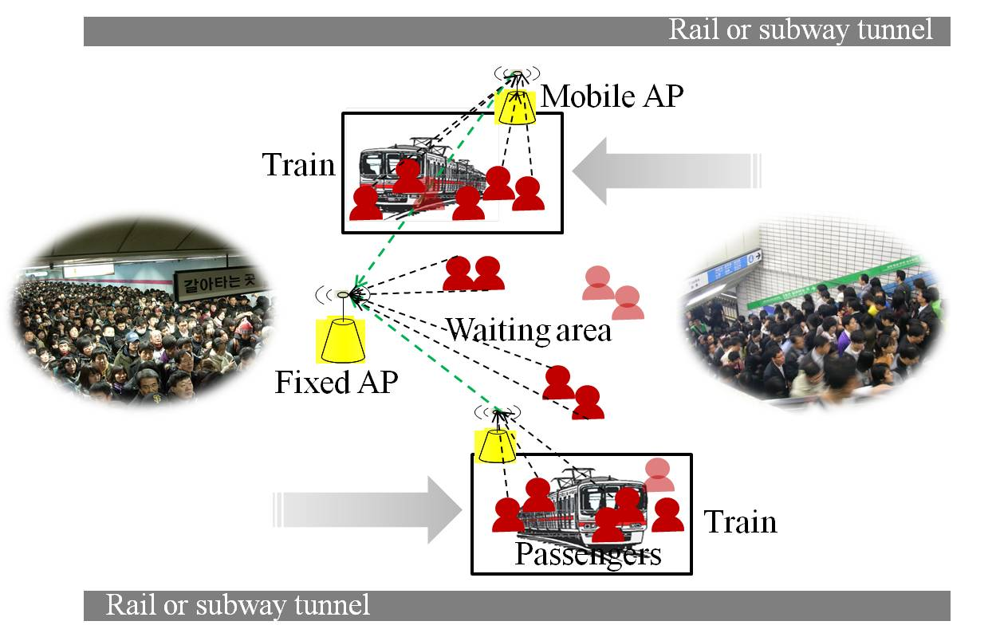 Rail or subway tunnel
Mobile AP
Train
갈아타는 곳
Waiting area
Fixed AP
Train
Passengers
Rail or subway tunnel